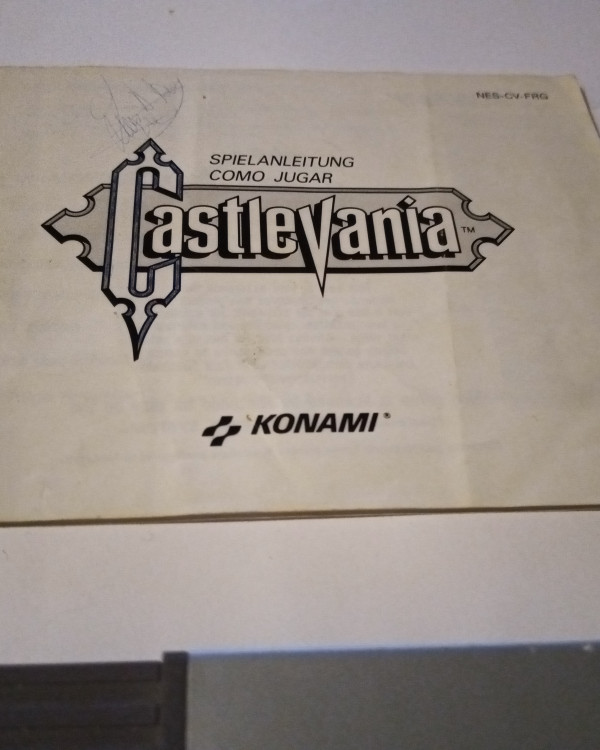 NES-CV-FRG
SPIELANLEITUNG
COMO JUGAR
Castlevania™
KONAMI®